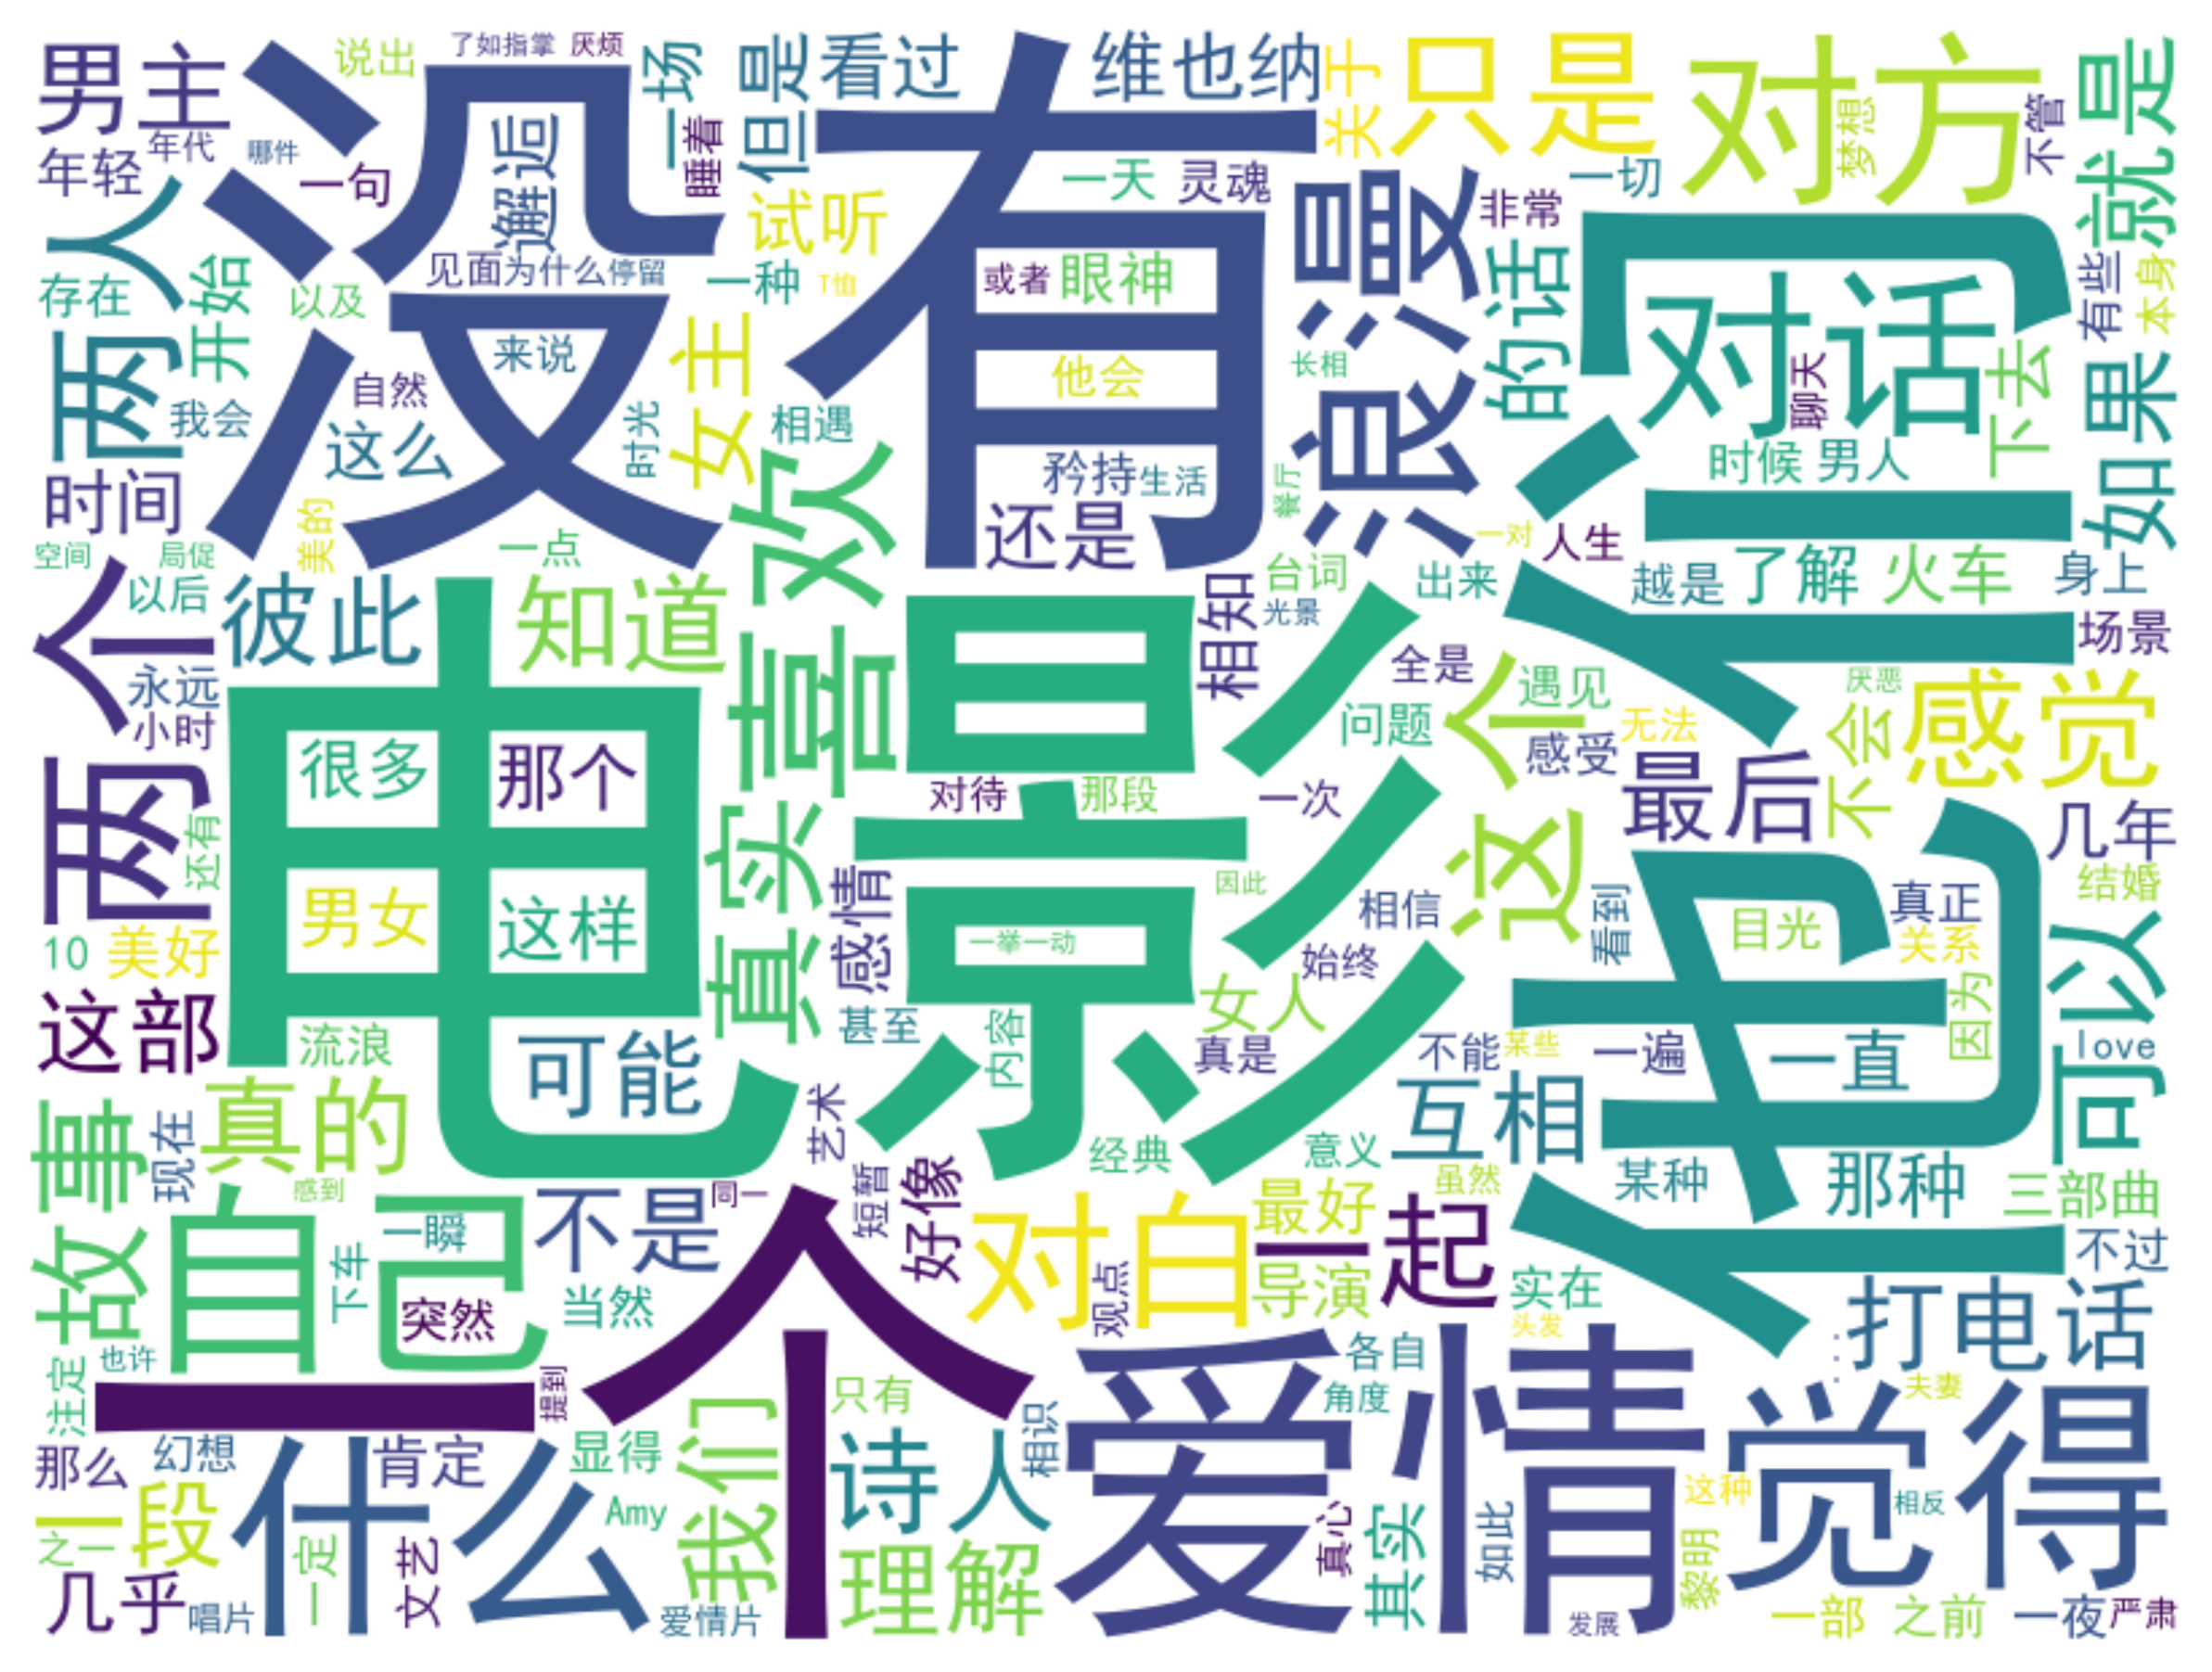 男主
说出
了如指掌
厌烦
一场
但是
看过
维也纳
关于
只是
对方
梦想
不管
就是
年轻
年代
哪件
一句
没有
邂逅
睡着
试听
一天
灵魂
浪漫
非常
一切
的话
对话
聊天
下去
有些
本身
两人
存在
开始
以及
见面
为什么
停留
一种
T恤
或者
眼神
他会
长相
来说
自然
女主
我会
这么
时光
相遇
矜持
生活
餐厅
时候
男人
如果
时间
美的
喜欢
还是
一对
人生
空间
局促
一点
以后
彼此
知道
台词
光景
出来
越是
了解
火车
身上
他们
两个
永远
小时
相知
全是
遇见
场景
厌恶
感觉
不会
问题
这个
感受
无法
最后
几年
电影
很多
那个
男女
这样
真实
对待
那段
一次
还有
感情
因此
相信
看到
目光
真正
关系
结婚
10
美好
一举一动
始终
女人
这部
流浪
可能
甚至
内容
真是
不能
某些
一遍
一直
因为
love
可以
故事
现在
真的
艺术
经典
意义
互相
虽然
某种
那种
三部曲
感到
自己
一瞬
下车
突然
不是
同一
短暂
好像
对白
观点
最好
一起
导演
实在
不过
当然
头发
打电话
注定
也许
一个
提到
各自
角度
夫妻
那么
幻想
肯定
显得
我们
只有
诗人
相识
爱情
觉得
一段
之一
什么
一定
文艺
Amy
理解
真心
其实
如此
这种
相反
黎明
几乎
唱片
爱情片
发展
一部
之前
一夜
严肃